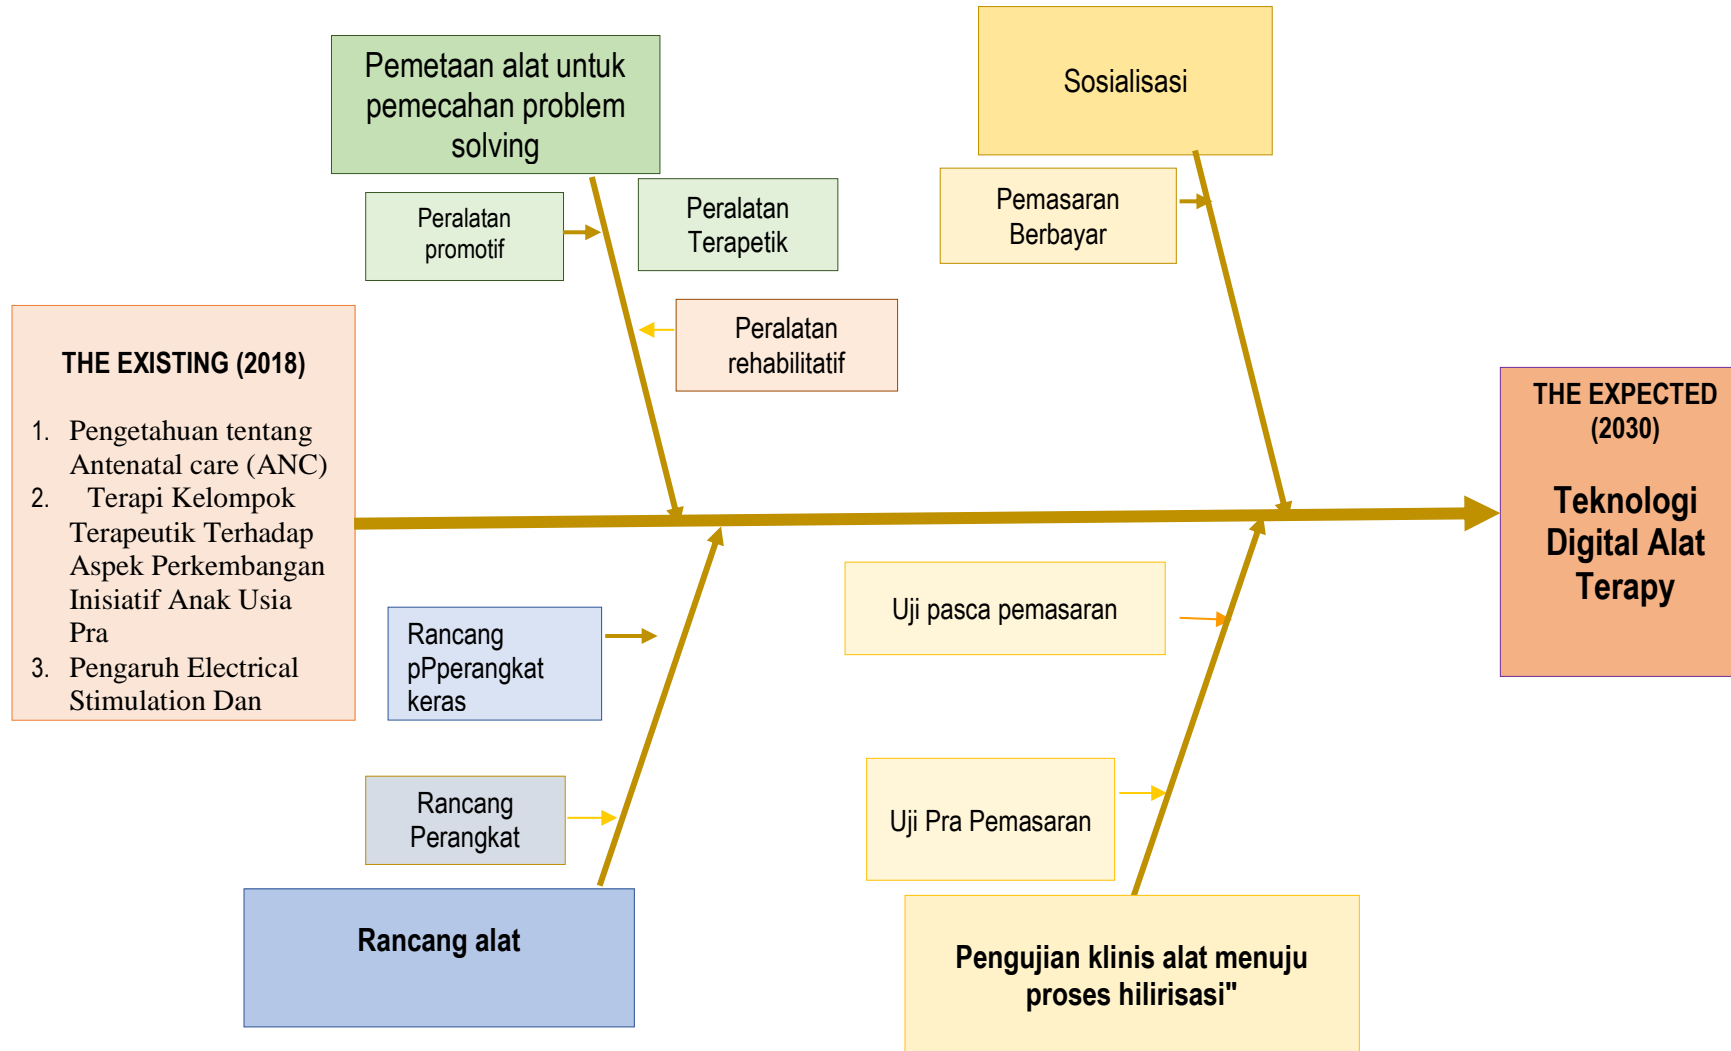 Pemetaan alat untuk
pemecahan problem
solving
Sosialisasi
Peralatan
promotif
Peralatan
Terapetik
Pemasaran
Berbayar
Peralatan
rehabilitatif
THE EXISTING (2018)
1. Pengetahuan tentang
Antenatal care (ANC)
2. Terapi Kelompok
Terapeutik Terhadap
Aspek Perkembangan
Inisiatif Anak Usia
Pra
3. Pengaruh Electrical
Stimulation Dan
THE EXPECTED
(2030)
Teknologi
Digital Alat
Terapy
Rancang
pPperangkat
keras
Uji pasca pemasaran
Rancang
Perangkat
Uji Pra Pemasaran
Rancang alat
Pengujian klinis alat menuju
proses hilirisasi"